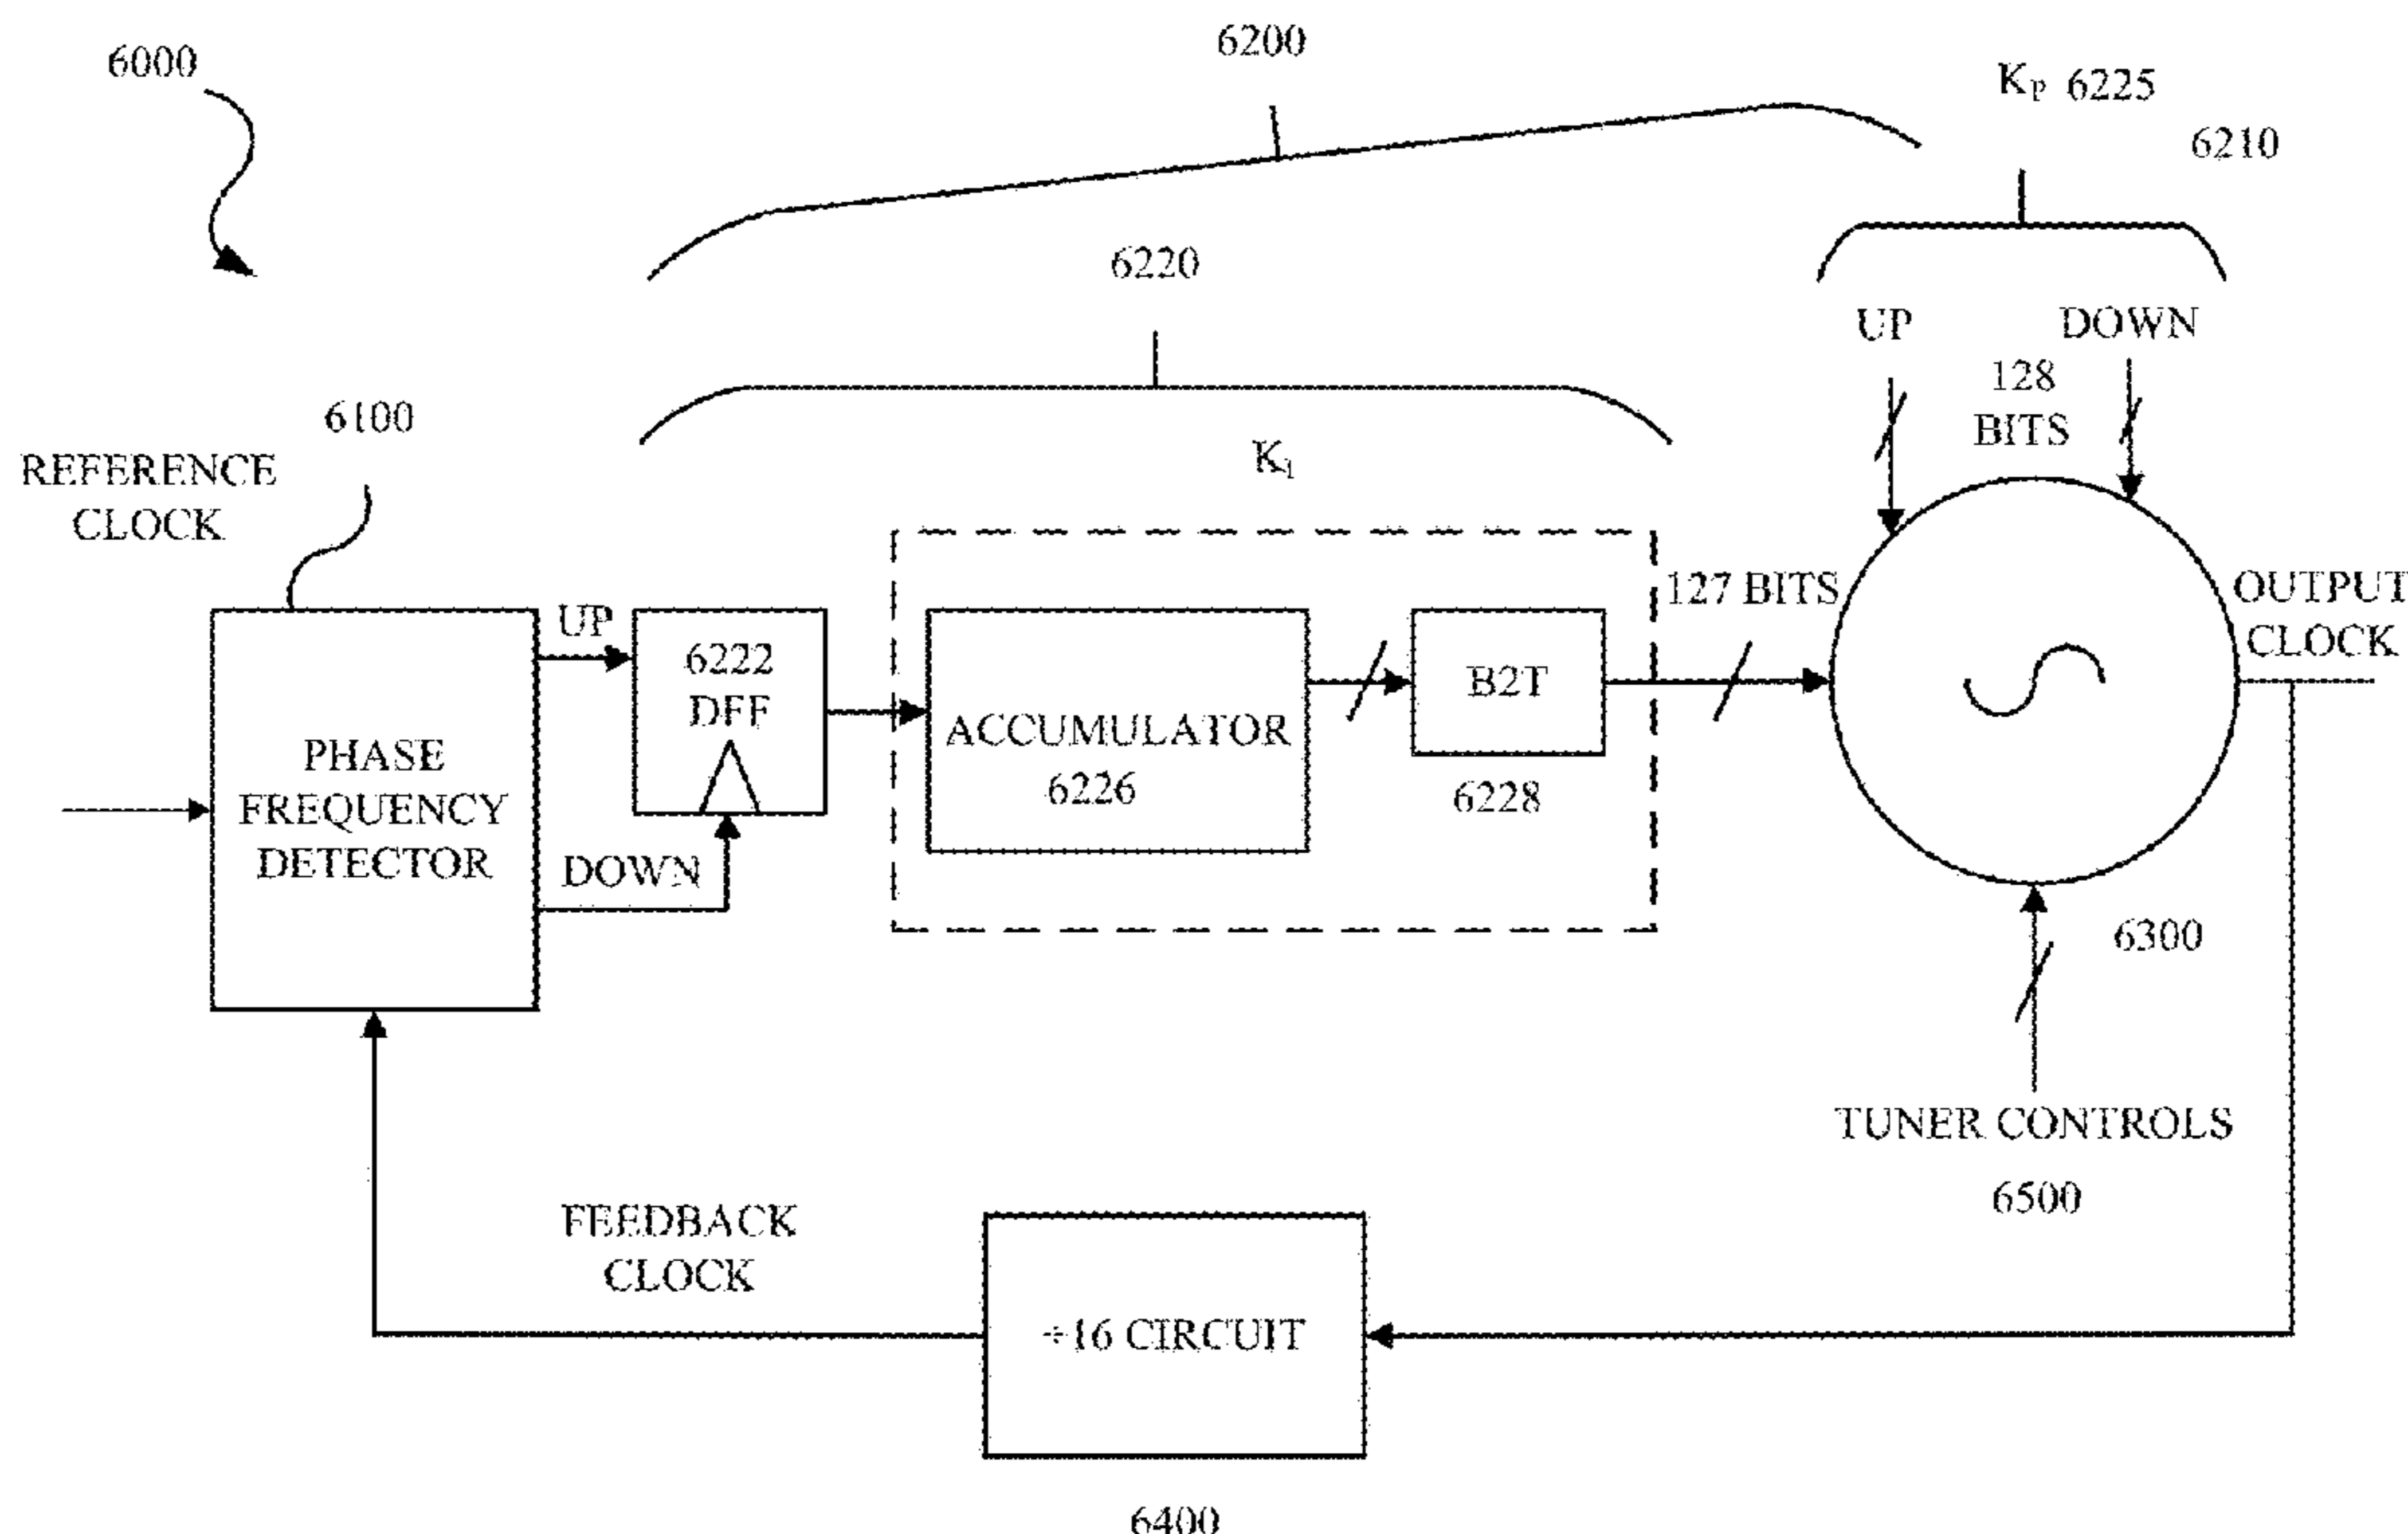 6000
6200
Kp 6225
6210
6220
UP
DOWN
128
BITS
6100
REFERENCE
CLOCK
Ki
127 BITS
OUTPUT
CLOCK
UP
6222
DFF
B2T
PHASE
FREQUENCY
DETECTOR
ACCUMULATOR
6226
6228
DOWN
6300
TUNER CONTROLS
6500
FEEDBACK
CLOCK
÷16 CIRCUIT
6400